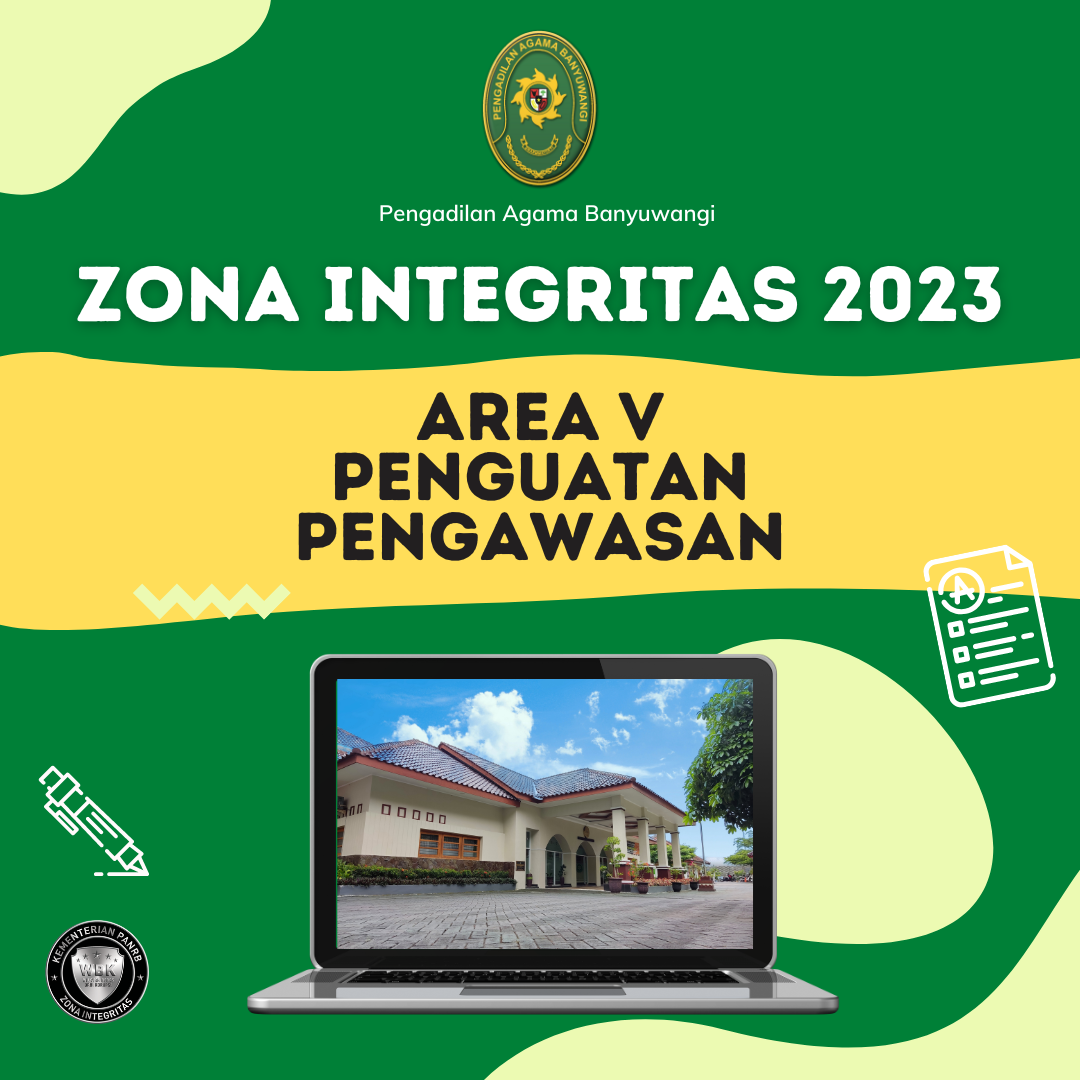 PENGADILAN AGAMA BANYUWANGI
Pengadilan Agama Banyuwangi
ZONA INTEGRITAS 2023
AREA V
PENGUATAN
PENGAWASAN
A
KEMENTERIAN PANRB
WBK
ZONA INTEGRITAS